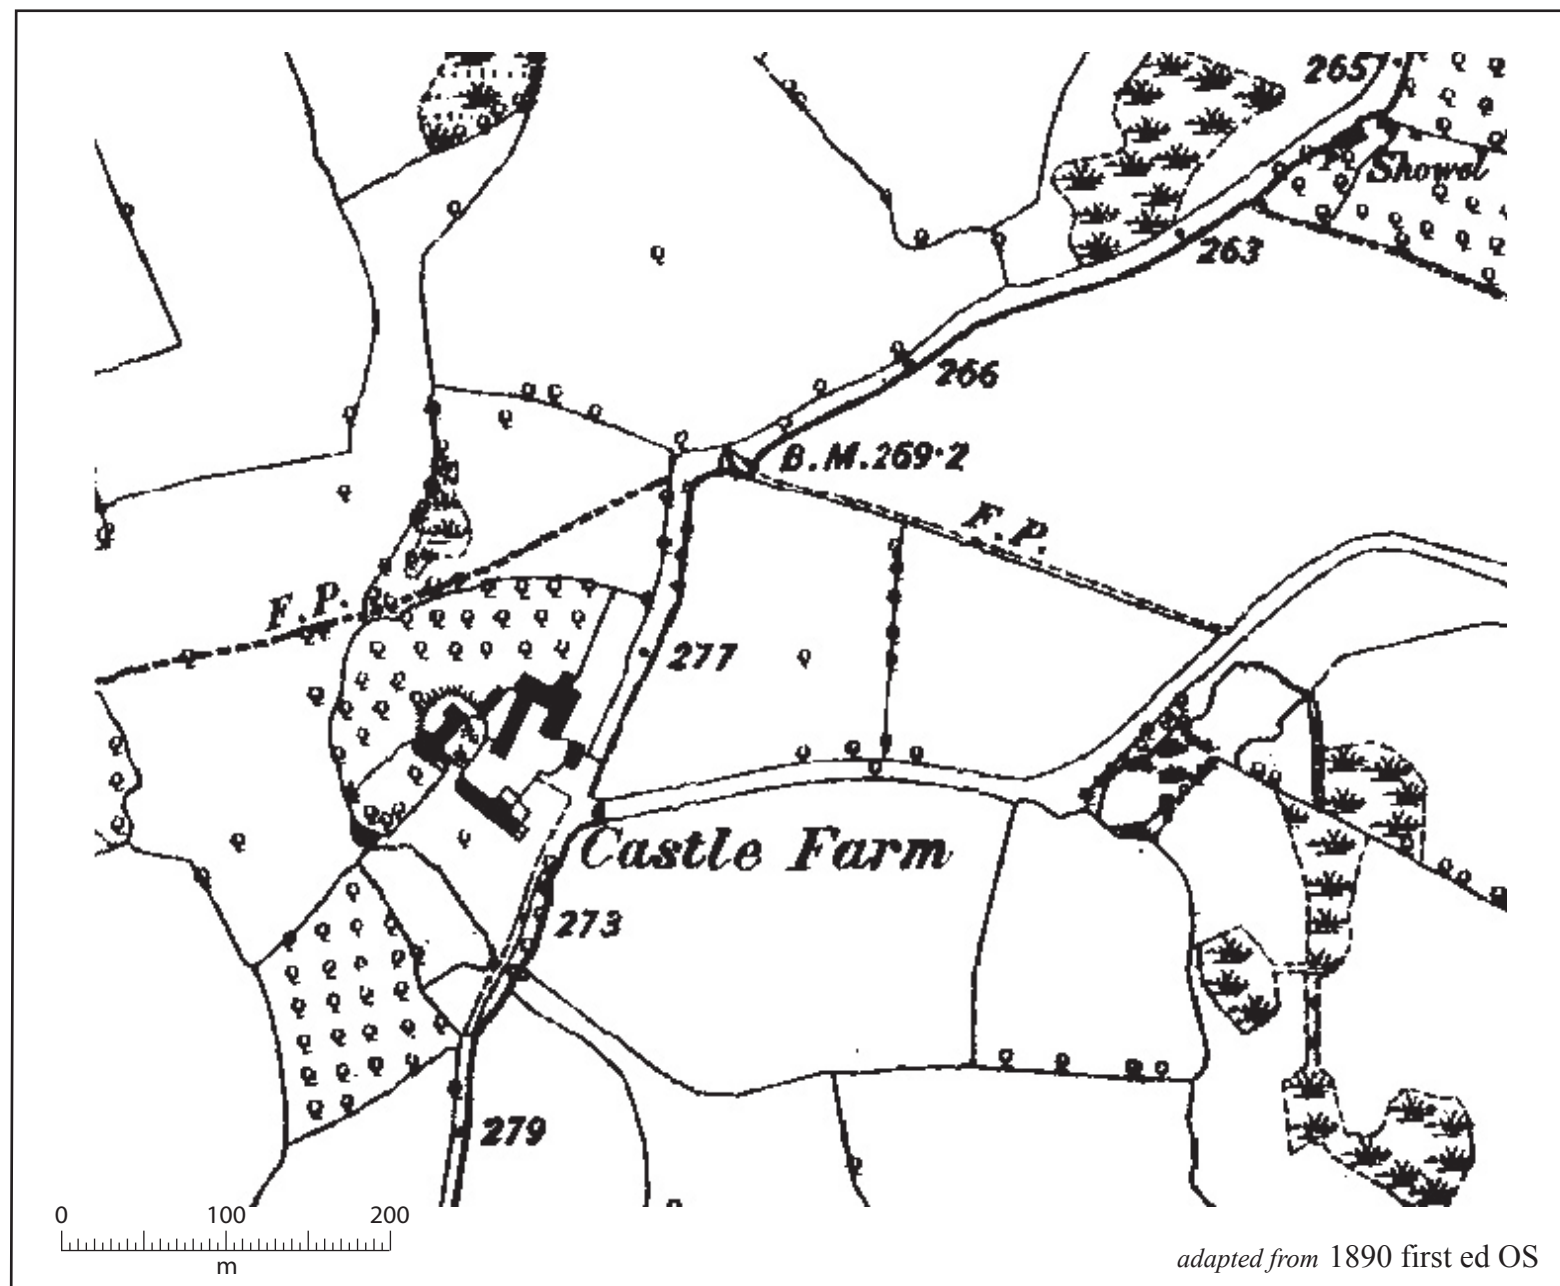 265
Showel
263
266
B.M.269·2
F.P.
F.P.
277
Castle Farm
273
279
0 100 200
m
adapted from 1890 first ed OS